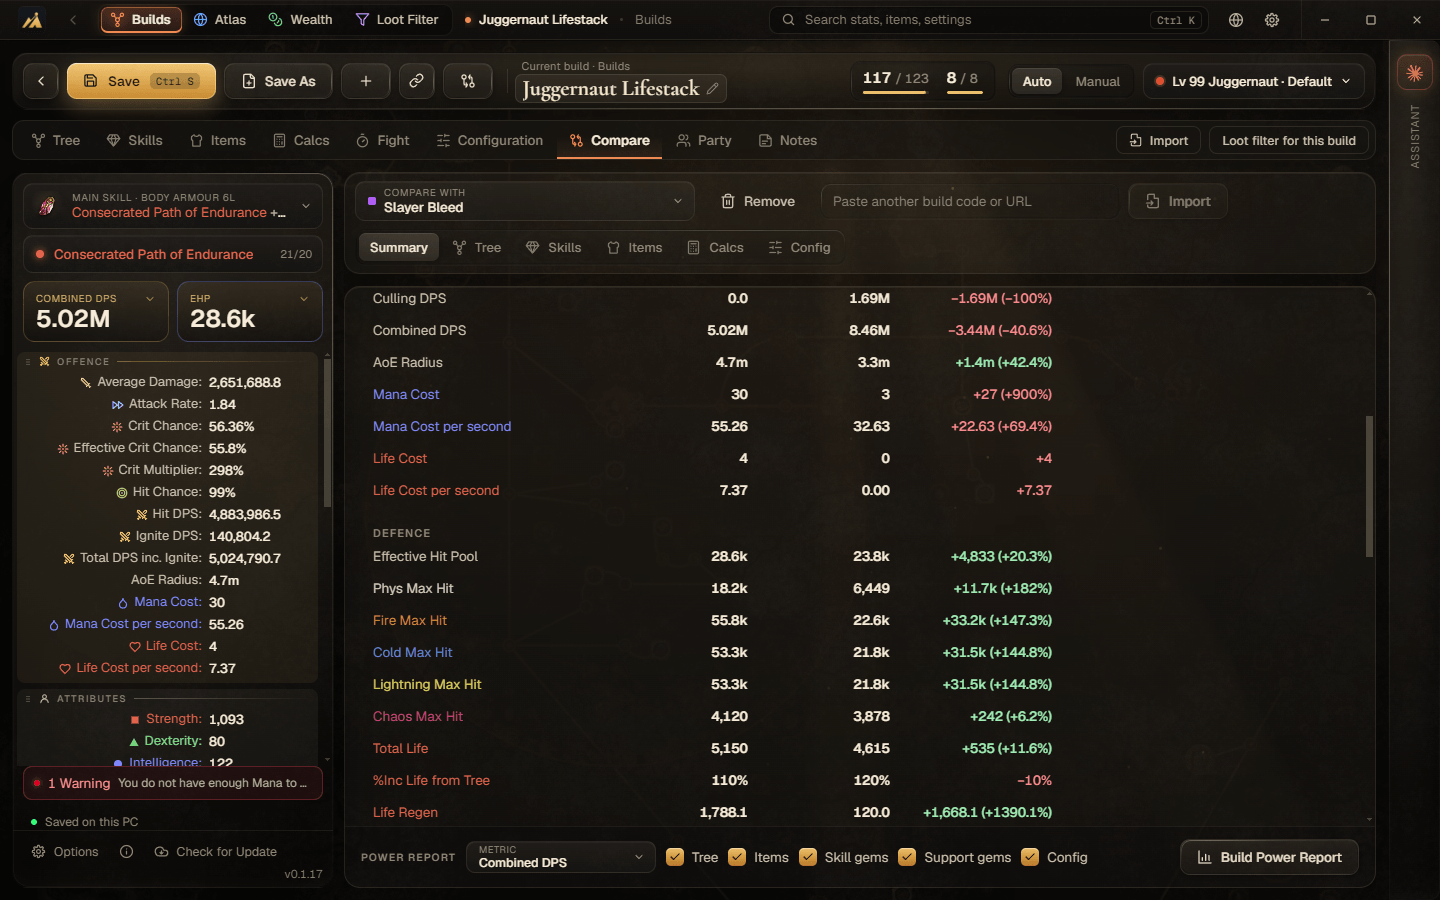 Builds
Atlas
Wealth
Loot Filter
Juggernaut Lifestack · Builds
Search stats, items, settings
Ctrl K
Save Ctrl S
Save As
Current build · Builds
Juggernaut Lifestack
117 / 123
8 / 8
Auto
Manual
Lv 99 Juggernaut · Default
ASSISTANT
Tree
Skills
Items
Calcs
Fight
Configuration
Compare
Party
Notes
Import
Loot filter for this build
MAIN SKILL · BODY ARMOUR 6L
Consecrated Path of Endurance +...
Consecrated Path of Endurance 21/20
COMBINED DPS
5.02M
EHP
28.6k
OFFENCE
Average Damage: 2,651,688.8
Attack Rate: 1.84
Crit Chance: 56.36%
Effective Crit Chance: 55.8%
Crit Multiplier: 298%
Hit Chance: 99%
Hit DPS: 4,883,986.5
Ignite DPS: 140,804.2
Total DPS inc. Ignite: 5,024,790.7
AoE Radius: 4.7m
Mana Cost: 30
Mana Cost per second: 55.26
Life Cost: 4
Life Cost per second: 7.37
ATTRIBUTES
Strength: 1,093
Dexterity: 80
Intelligence: 122
1 Warning You do not have enough Mana to ...
Saved on this PC
Options
Check for Update
v0.1.17
COMPARE WITH
Slayer Bleed
Remove
Paste another build code or URL
Import
Summary
Tree
Skills
Items
Calcs
Config
Culling DPS 0.0 1.69M −1.69M (−100%)
Combined DPS 5.02M 8.46M −3.44M (−40.6%)
AoE Radius 4.7m 3.3m +1.4m (+42.4%)
Mana Cost 30 3 +27 (+900%)
Mana Cost per second 55.26 32.63 +22.63 (+69.4%)
Life Cost 4 0 +4
Life Cost per second 7.37 0.00 +7.37
DEFENCE
Effective Hit Pool 28.6k 23.8k +4,833 (+20.3%)
Phys Max Hit 18.2k 6,449 +11.7k (+182%)
Fire Max Hit 55.8k 22.6k +33.2k (+147.3%)
Cold Max Hit 53.3k 21.8k +31.5k (+144.8%)
Lightning Max Hit 53.3k 21.8k +31.5k (+144.8%)
Chaos Max Hit 4,120 3,878 +242 (+6.2%)
Total Life 5,150 4,615 +535 (+11.6%)
%Inc Life from Tree 110% 120% −10%
Life Regen 1,788.1 120.0 +1,668.1 (+1390.1%)
POWER REPORT
METRIC
Combined DPS
Tree
Items
Skill gems
Support gems
Config
Build Power Report